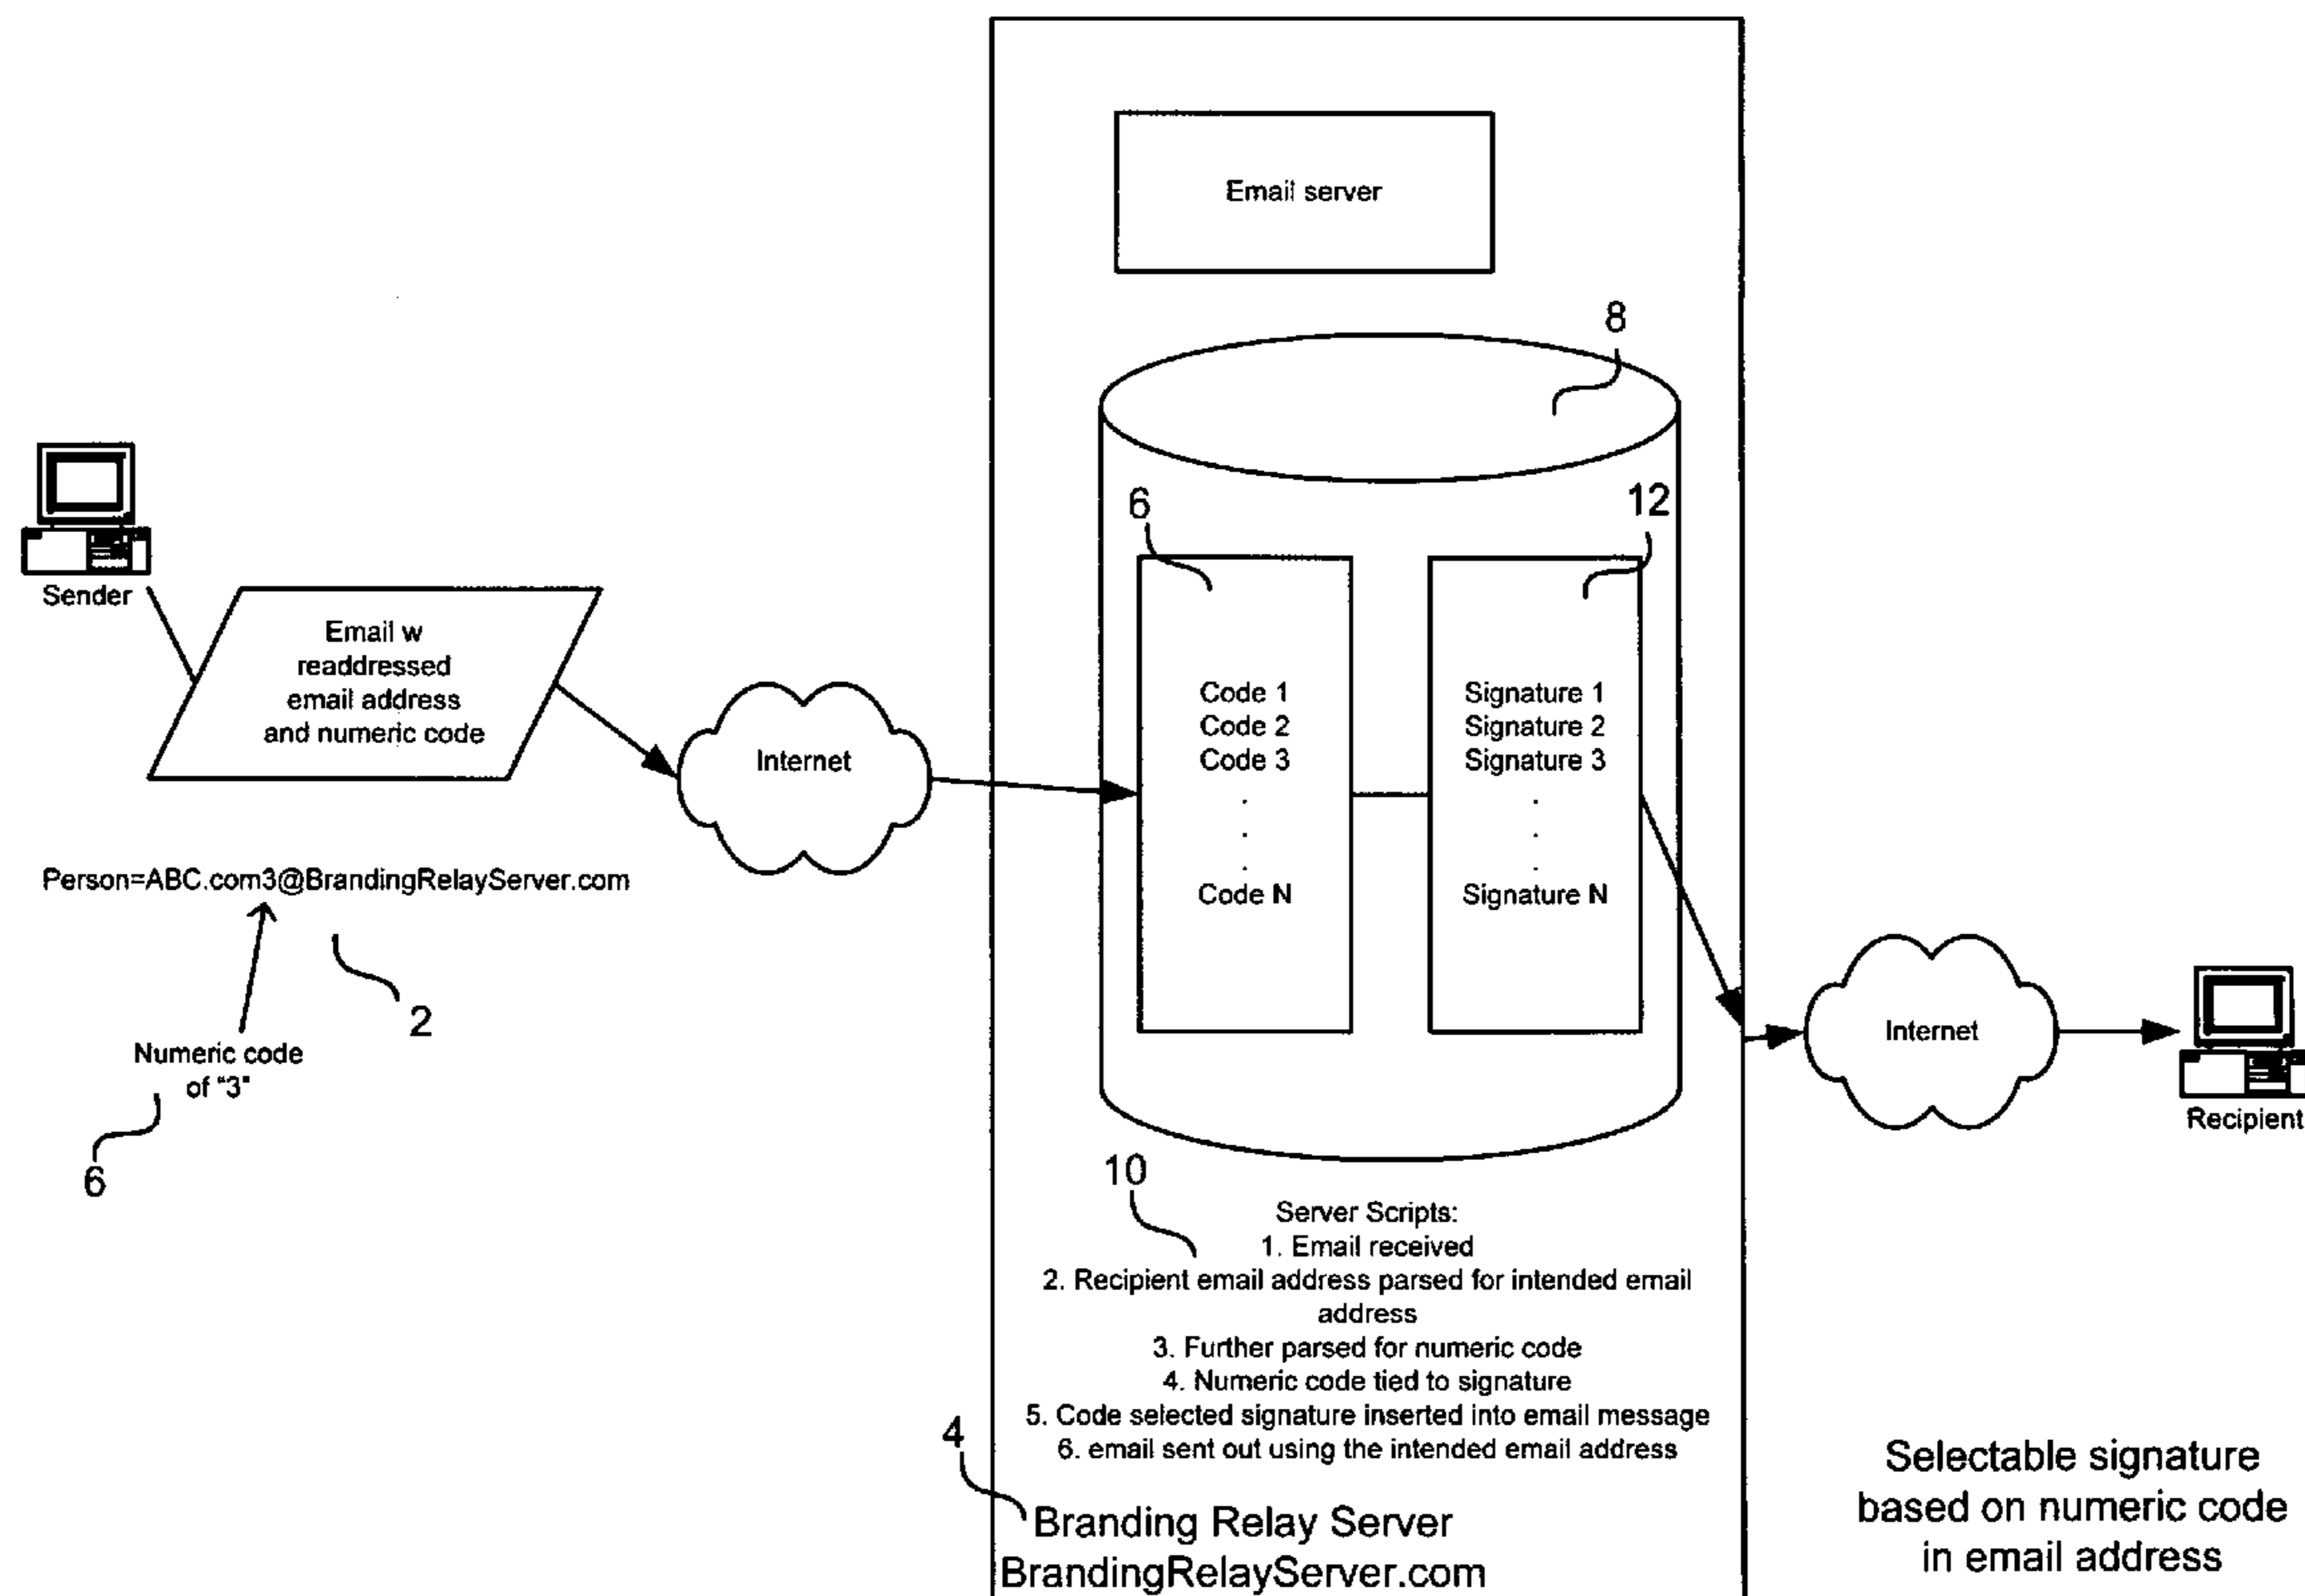 Email server
8
6
12
Sender
Email w
readdressed
email address
and numeric code
Internet
Code 1
Code 2
Code 3
.
.
.
Code N
Signature 1
Signature 2
Signature 3
.
.
.
Signature N
Person=ABC.com3@BrandingRelayServer.com
2
Numeric code
of "3"
6
Internet
Recipient
10
Server Scripts:
1. Email received
2. Recipient email address parsed for intended email
address
3. Further parsed for numeric code
4. Numeric code tied to signature
5. Code selected signature inserted into email message
6. email sent out using the intended email address
4
Branding Relay Server
BrandingRelayServer.com
Selectable signature
based on numeric code
in email address